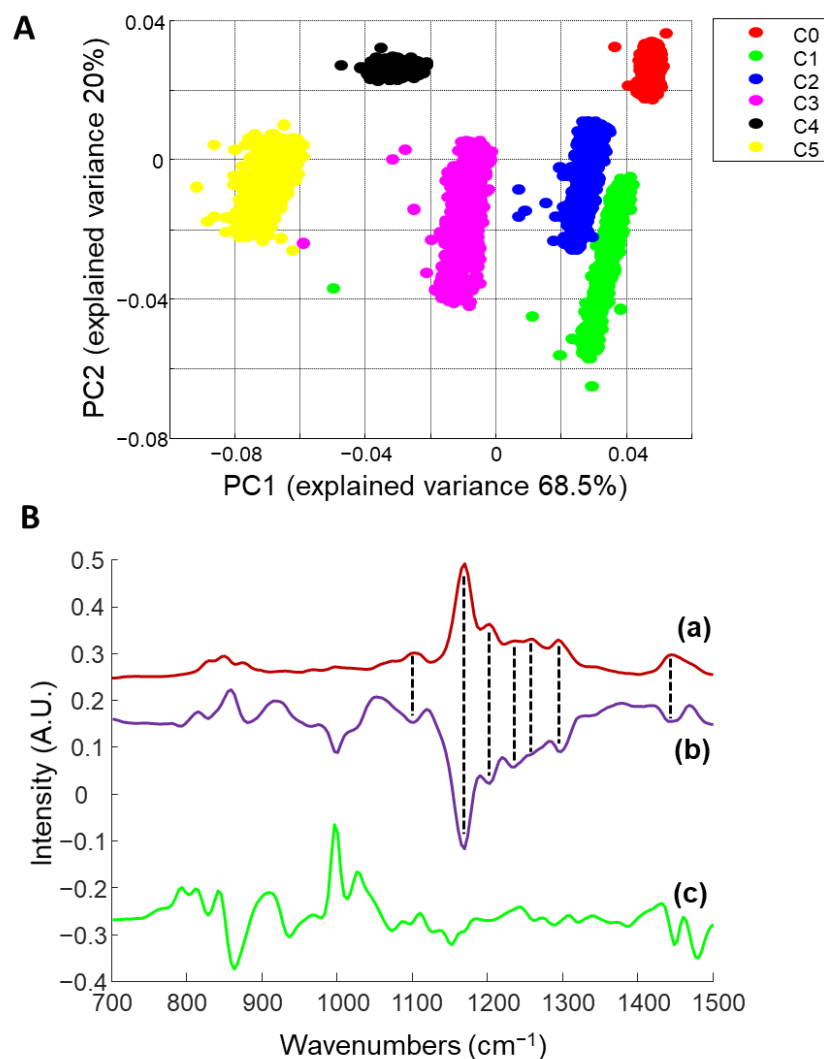 A
0.04
0
−0.04
−0.08
PC2 (explained variance 20%)
−0.08
−0.04
0
0.04
PC1 (explained variance 68.5%)
C0
C1
C2
C3
C4
C5
B
0.5
0.4
0.3
0.2
0.1
0
−0.1
−0.2
−0.3
−0.4
Intensity (A.U.)
(a)
(b)
(c)
700 800 900 1000 1100 1200 1300 1400 1500
Wavenumbers (cm⁻¹)